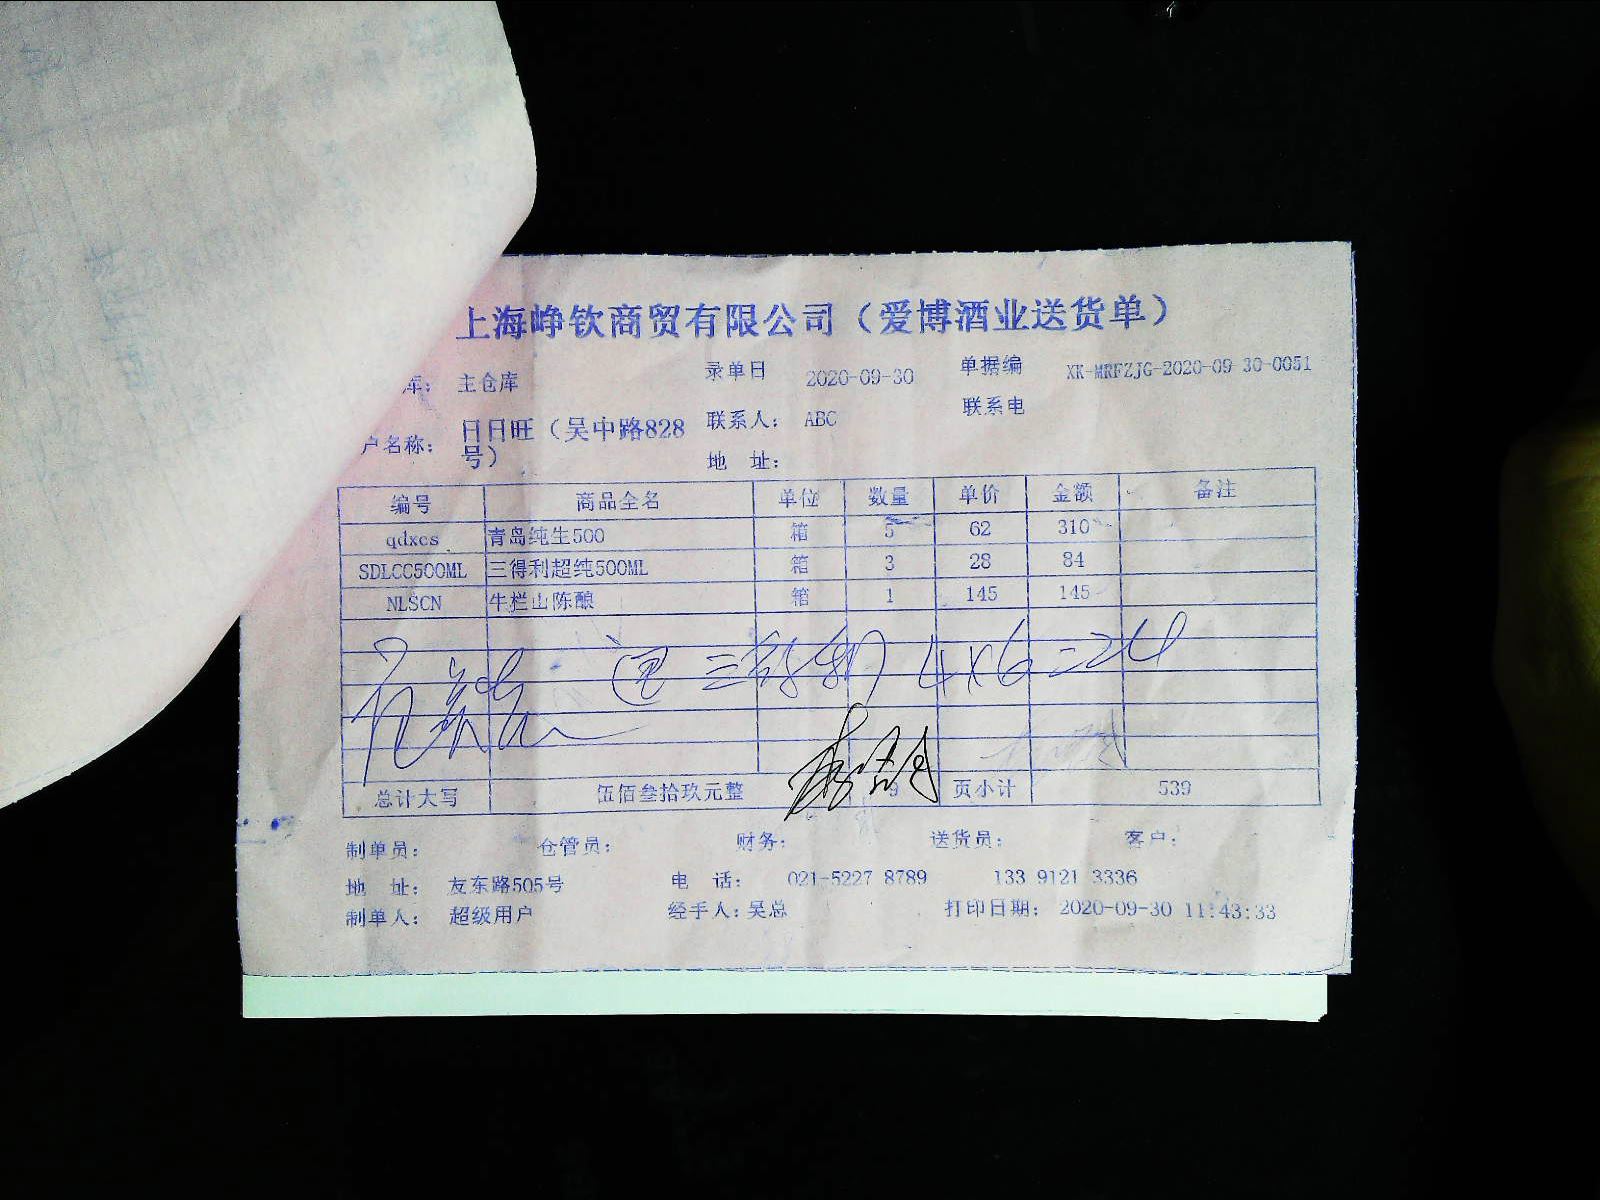 上海峥钦商贸有限公司（爱博酒业送货单）
库： 主仓库 录单日 2020-09-30 单据编 XK-MRFZJG-2020-09 30-0051
户名称： 日日旺（吴中路828号） 联系人： ABC 联系电
地 址：
编号 商品全名 单位 数量 单价 金额 备注
qdxcs 青岛纯生500 箱 5 62 310
SDLCC500ML 三得利超纯500ML 箱 3 28 84
NLSCN 牛栏山陈酿 箱 1 145 145
三得利 4×6=24
总计大写 伍佰叁拾玖元整 9 页小计 539
制单员： 仓管员： 财务： 送货员： 客户：
地 址： 友东路505号 电 话： 021-5227 8789 133 9121 3336
制单人： 超级用户 经手人：吴总 打印日期： 2020-09-30 11:43:33